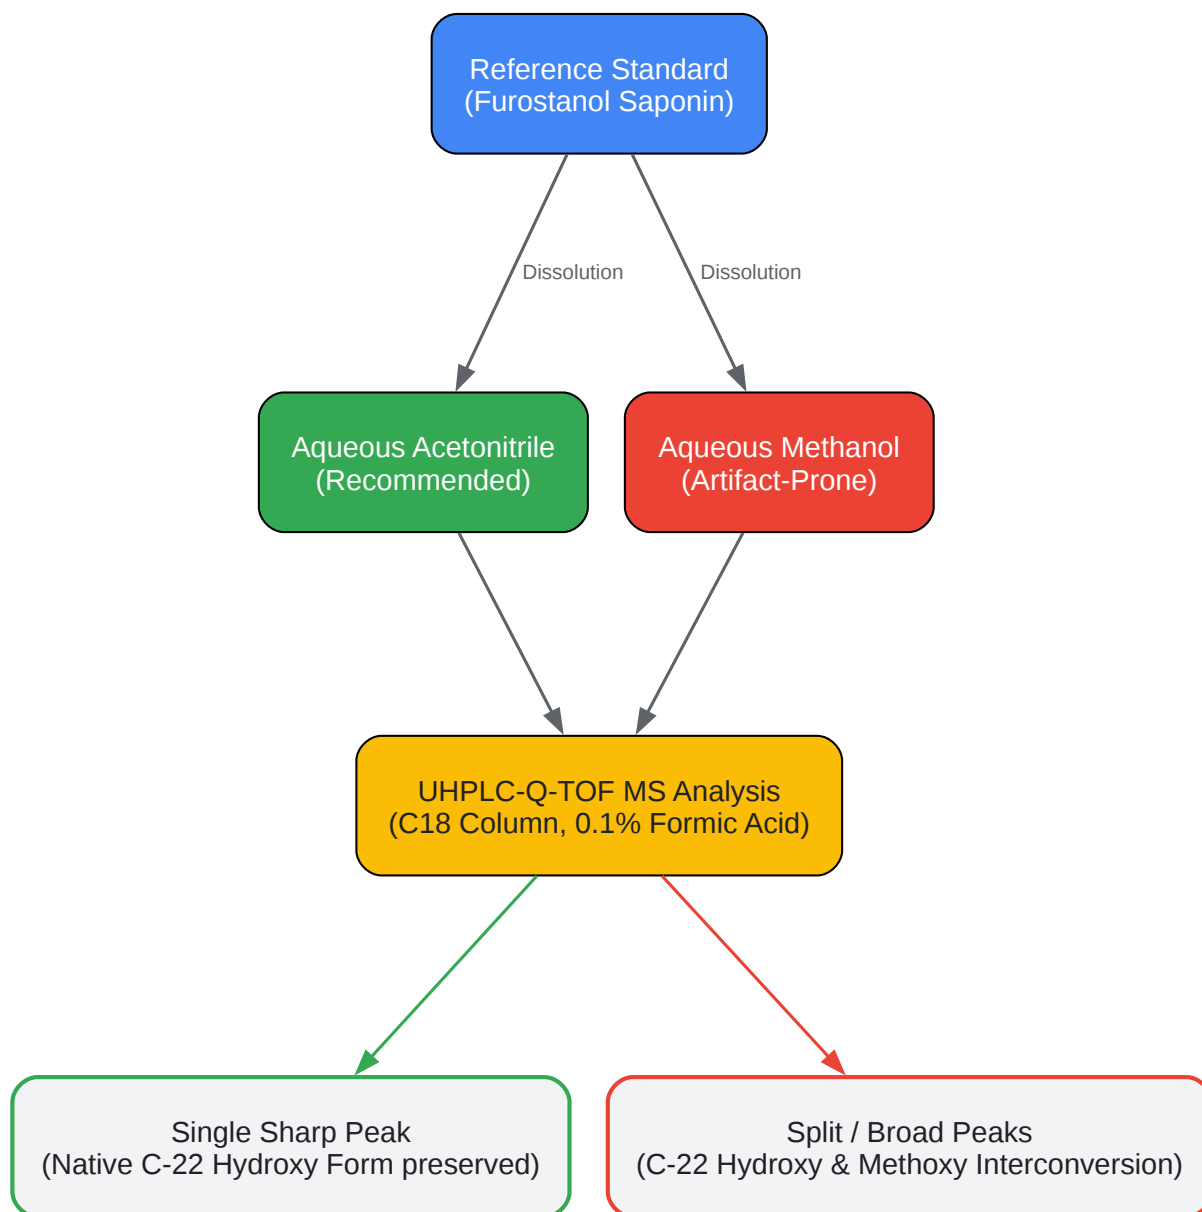 Reference Standard
(Furostanol Saponin)
Dissolution
Dissolution
Aqueous Acetonitrile
(Recommended)
Aqueous Methanol
(Artifact-Prone)
UHPLC-Q-TOF MS Analysis
(C18 Column, 0.1% Formic Acid)
Single Sharp Peak
(Native C-22 Hydroxy Form preserved)
Split / Broad Peaks
(C-22 Hydroxy & Methoxy Interconversion)